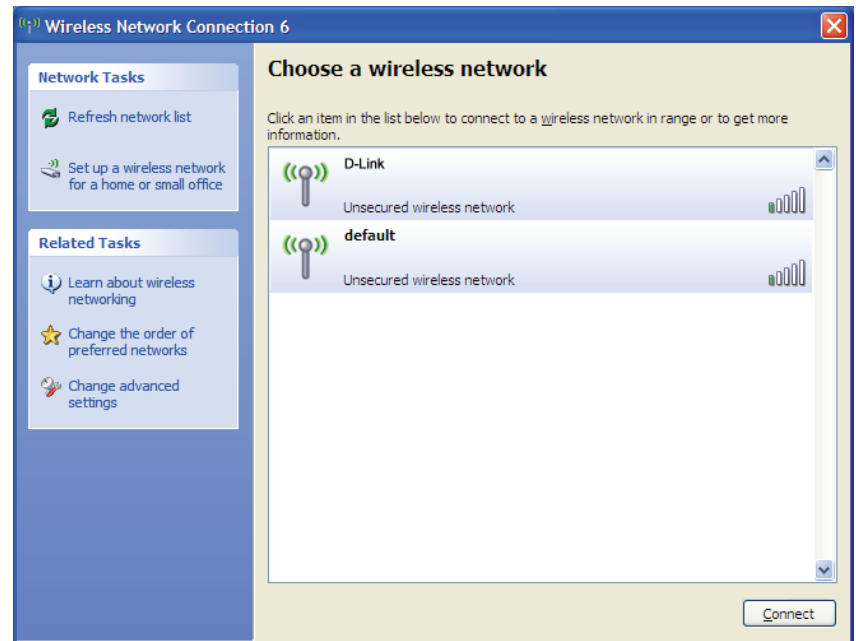 Wireless Network Connection 6
Network Tasks
Refresh network list
Set up a wireless network
for a home or small office
Related Tasks
Learn about wireless
networking
Change the order of
preferred networks
Change advanced
settings
Choose a wireless network
Click an item in the list below to connect to a wireless network in range or to get more
information.
D-Link
Unsecured wireless network
default
Unsecured wireless network
Connect